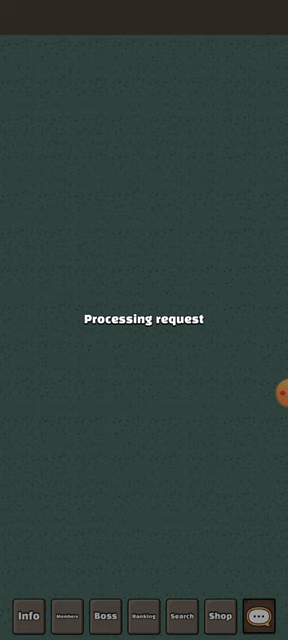 Processing request
Info
Members
Boss
Ranking
Search
Shop